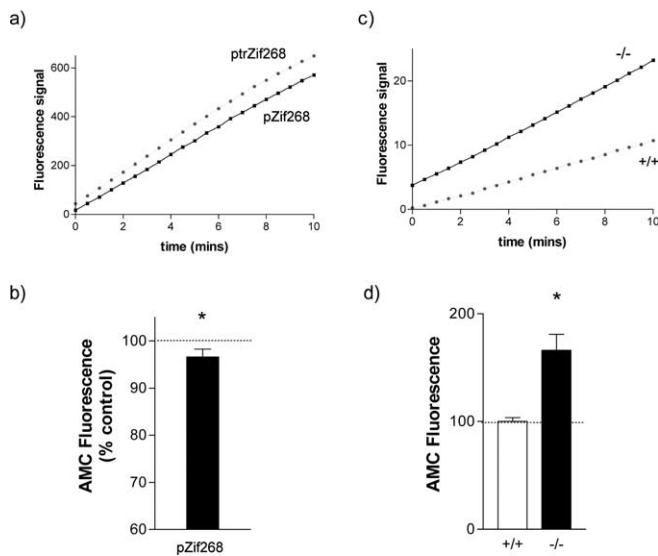 a)
Fluorescence signal
600
400
200
0
ptrZif268
pZif268
0 2 4 6 8 10
time (mins)
c)
Fluorescence signal
20
10
0
-/-
+/+
0 2 4 6 8 10
time (mins)
b)
AMC Fluorescence
(% control)
100
90
80
70
60
*
pZif268
d)
AMC Fluorescence
200
100
0
*
+/+ -/-